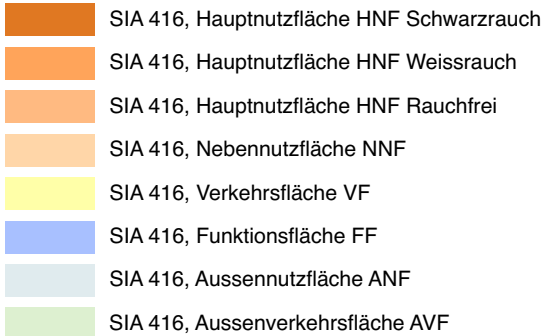 SIA 416, Hauptnutzfläche HNF Schwarzrauch
SIA 416, Hauptnutzfläche HNF Weissrauch
SIA 416, Hauptnutzfläche HNF Rauchfrei
SIA 416, Nebennutzfläche NNF
SIA 416, Verkehrsfläche VF
SIA 416, Funktionsfläche FF
SIA 416, Aussennutzfläche ANF
SIA 416, Aussenverkehrsfläche AVF